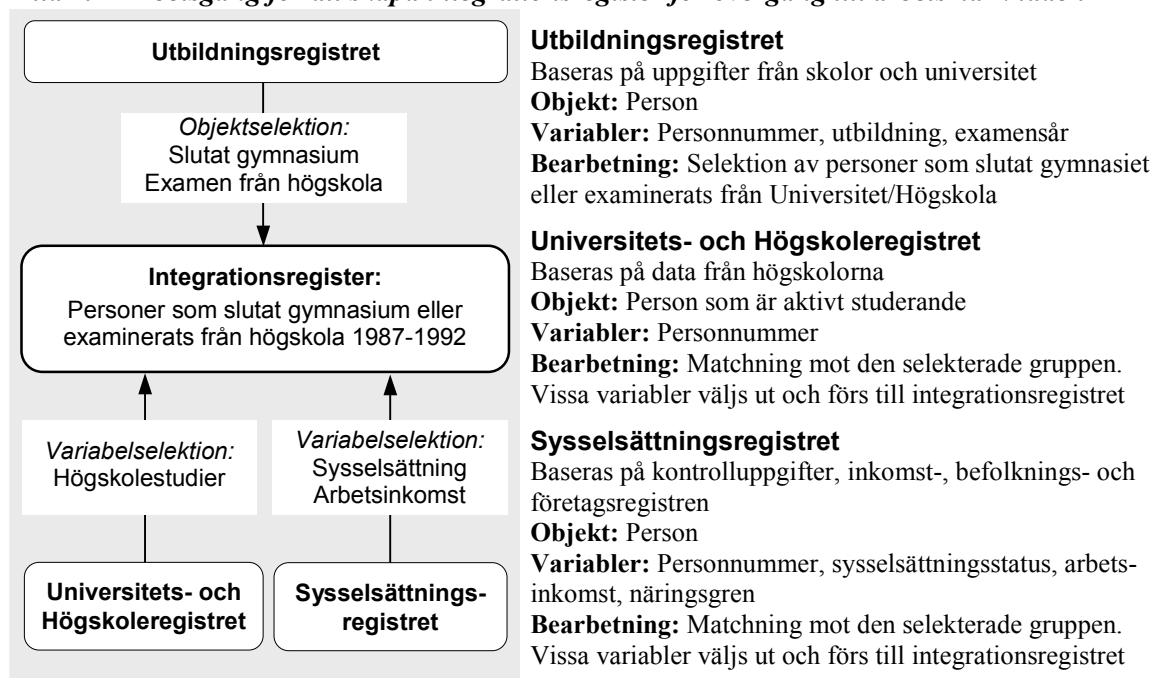 Utbildningsregistret
Objektselektion:
Slutat gymnasium
Examen från högskola
Integrationsregister:
Personer som slutat gymnasium eller
examinerats från högskola 1987-1992
Variabelselektion:
Högskolestudier
Variabelselektion:
Sysselsättning
Arbetsinkomst
Universitets- och
Högskoleregistret
Sysselsättnings-
registret
Utbildningsregistret
Baseras på uppgifter från skolor och universitet
Objekt: Person
Variabler: Personnummer, utbildning, examensår
Bearbetning: Selektion av personer som slutat gymnasiet
eller examinerats från Universitet/Högskola
Universitets- och Högskoleregistret
Baseras på data från högskolorna
Objekt: Person som är aktivt studerande
Variabler: Personnummer
Bearbetning: Matchning mot den selekterade gruppen.
Vissa variabler väljs ut och förs till integrationsregistret
Sysselsättningsregistret
Baseras på kontrolluppgifter, inkomst-, befolknings- och
företagsregistren
Objekt: Person
Variabler: Personnummer, sysselsättningsstatus, arbets-
inkomst, näringsgren
Bearbetning: Matchning mot den selekterade gruppen.
Vissa variabler väljs ut och förs till integrationsregistret